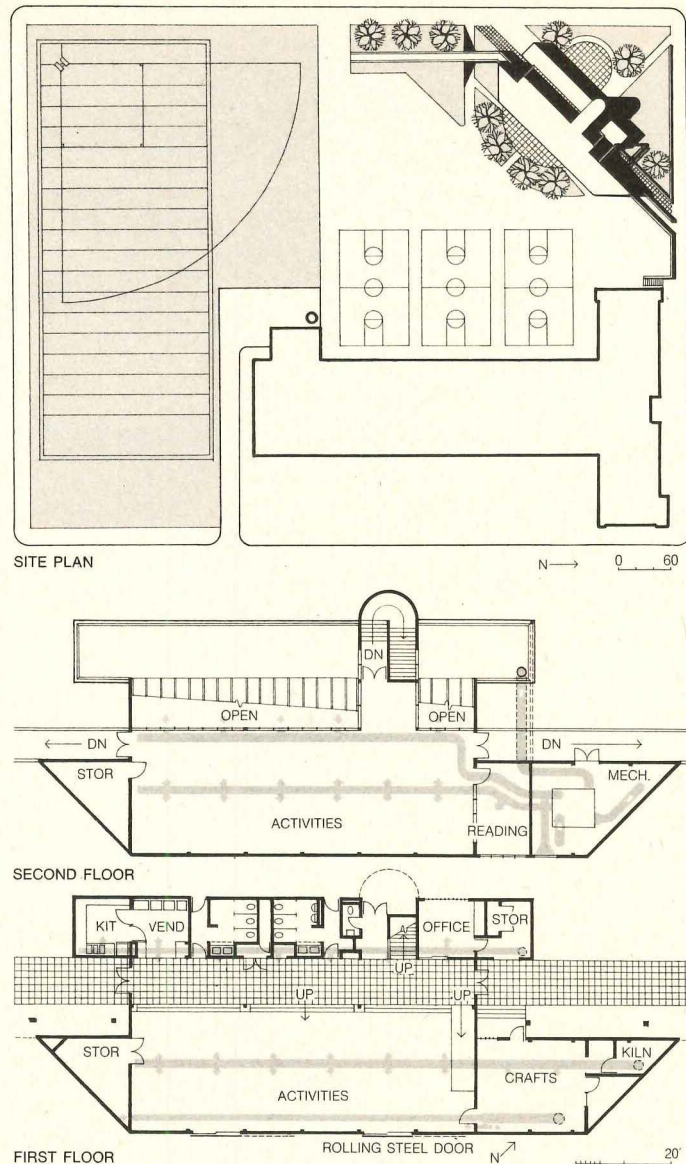 SITE PLAN
N
0 60
DN
OPEN
OPEN
DN
DN
STOR
MECH.
ACTIVITIES
READING
SECOND FLOOR
KIT
VEND
OFFICE
STOR
UP
UP
UP
STOR
KILN
CRAFTS
ACTIVITIES
ROLLING STEEL DOOR
FIRST FLOOR
N
20'